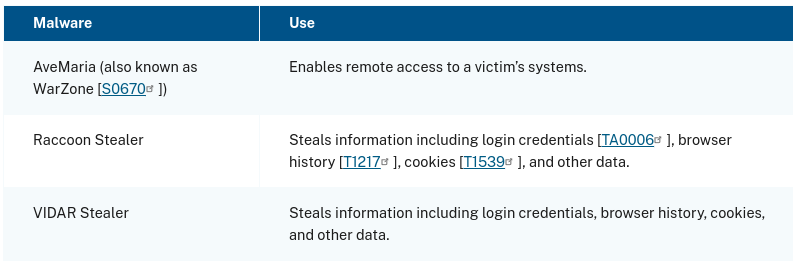 Malware Use
AveMaria (also known as Enables remote access to a victim's systems.
WarZone [S0670 ])
Raccoon Stealer Steals information including login credentials [TA0006 ], browser
history [T1217 ], cookies [T1539 ], and other data.
VIDAR Stealer Steals information including login credentials, browser history, cookies,
and other data.